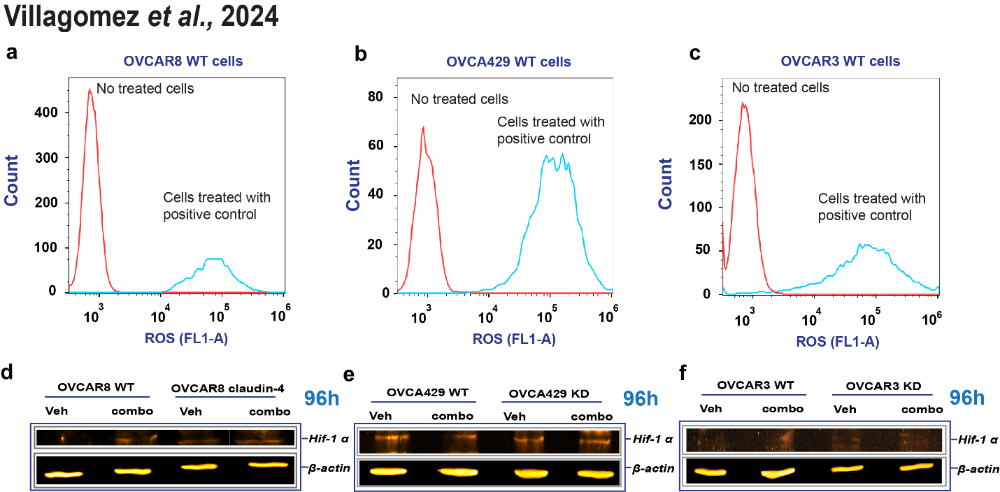 Villagomez et al., 2024
a
OVCAR8 WT cells
No treated cells
Cells treated with
positive control
Count
400
300
200
100
0
10³
10⁴
10⁵
10⁶
ROS (FL1-A)
b
OVCA429 WT cells
No treated cells
Cells treated with
positive control
Count
80
60
40
20
0
10³
10⁴
10⁵
10⁶
ROS (FL1-A)
c
OVCAR3 WT cells
No treated cells
Cells treated with
positive control
Count
200
150
100
50
0
10³
10⁴
10⁵
10⁶
ROS (FL1-A)
d
OVCAR8 WT
OVCAR8 claudin-4
96h
Veh
combo
Veh
combo
Hif-1 α
β-actin
e
OVCA429 WT
OVCA429 KD
96h
Veh
combo
Veh
combo
Hif-1 α
β-actin
f
OVCAR3 WT
OVCAR3 KD
96h
Veh
combo
Veh
combo
Hif-1 α
β-actin